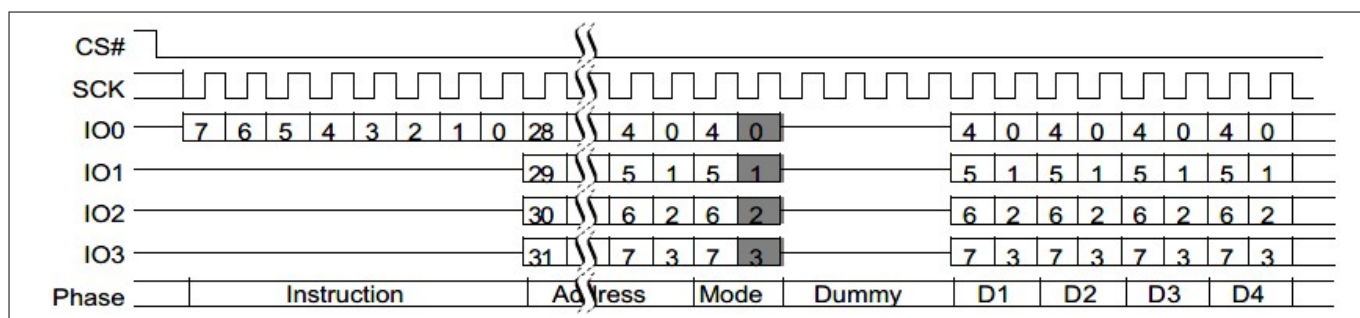 CS#
SCK
IO0 7 6 5 4 3 2 1 0 28 4 0 4 0 4 0 4 0 4 0 4 0
IO1 29 5 1 5 1 5 1 5 1 5 1 5 1
IO2 30 6 2 6 2 6 2 6 2 6 2 6 2
IO3 31 7 3 7 3 7 3 7 3 7 3 7 3
Phase Instruction Address Mode Dummy D1 D2 D3 D4